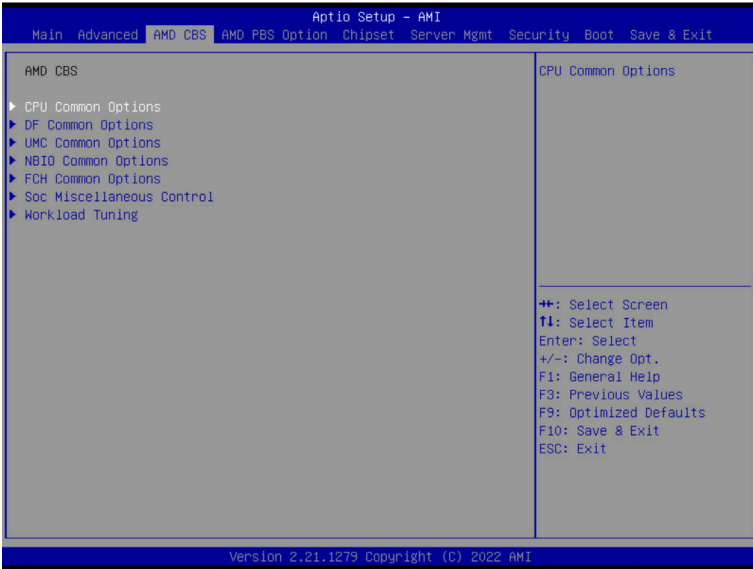 Aptio Setup – AMI
Main Advanced AMD CBS AMD PBS Option Chipset Server Mgmt Security Boot Save & Exit
AMD CBS
CPU Common Options
DF Common Options
UMC Common Options
NBIO Common Options
FCH Common Options
Soc Miscellaneous Control
Workload Tuning
CPU Common Options
→←: Select Screen
↑↓: Select Item
Enter: Select
+/-: Change Opt.
F1: General Help
F3: Previous Values
F9: Optimized Defaults
F10: Save & Exit
ESC: Exit
Version 2.21.1279 Copyright (C) 2022 AMI